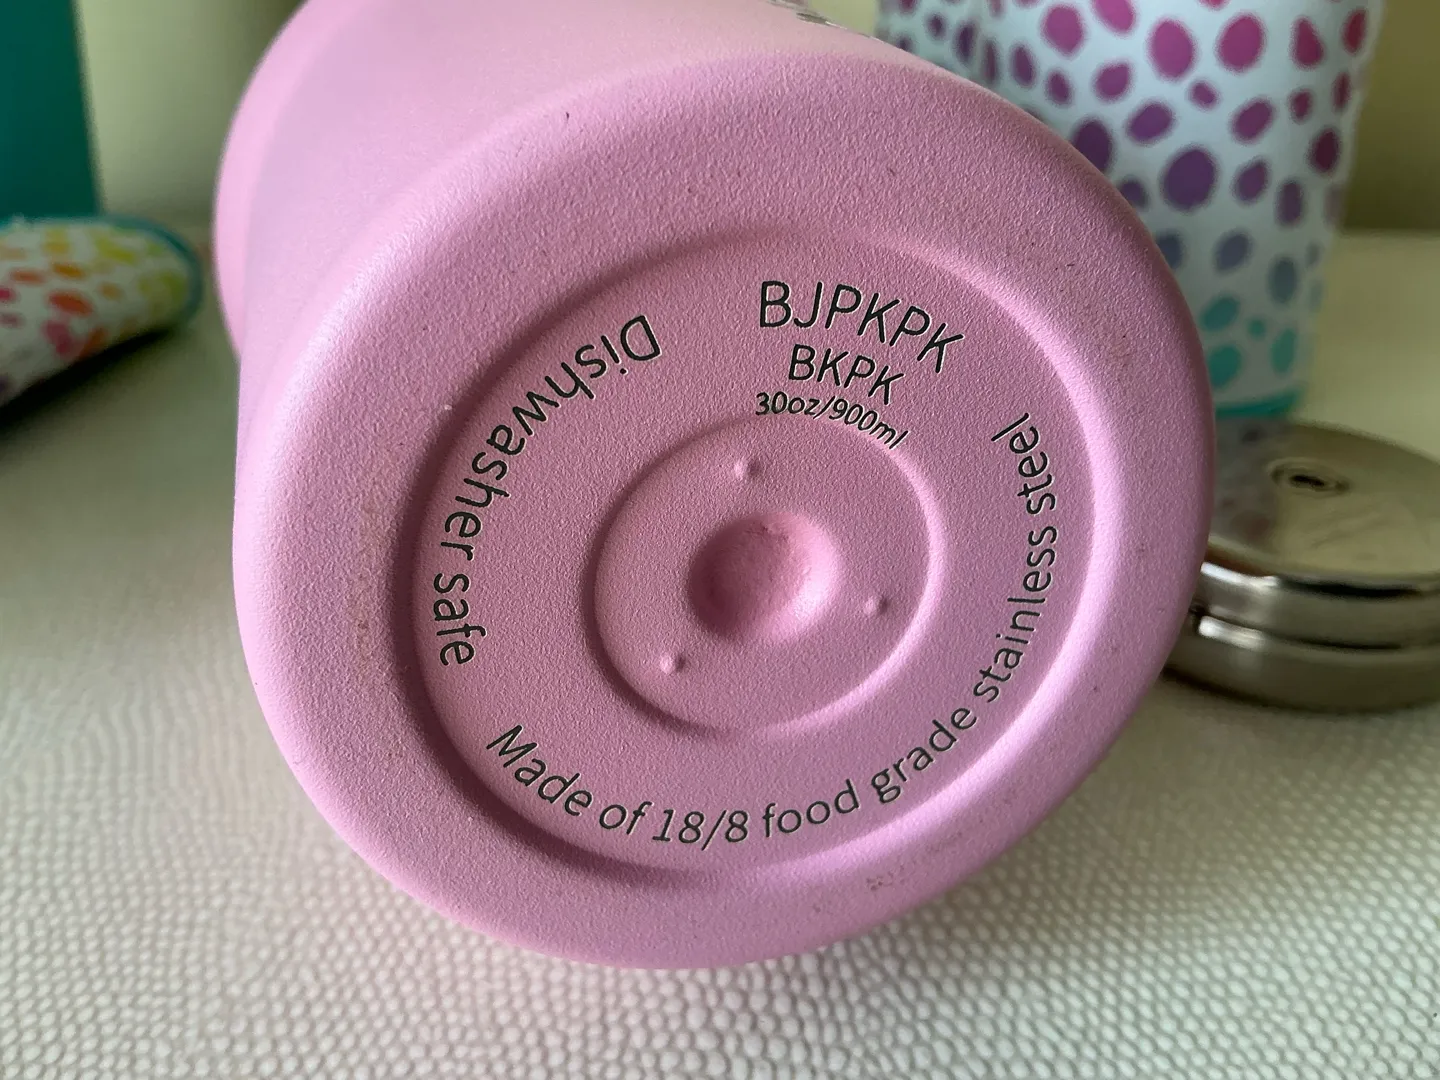 BJPKPK
BKPK
30oz/900ml
Dishwasher safe
Made of 18/8 food grade stainless steel